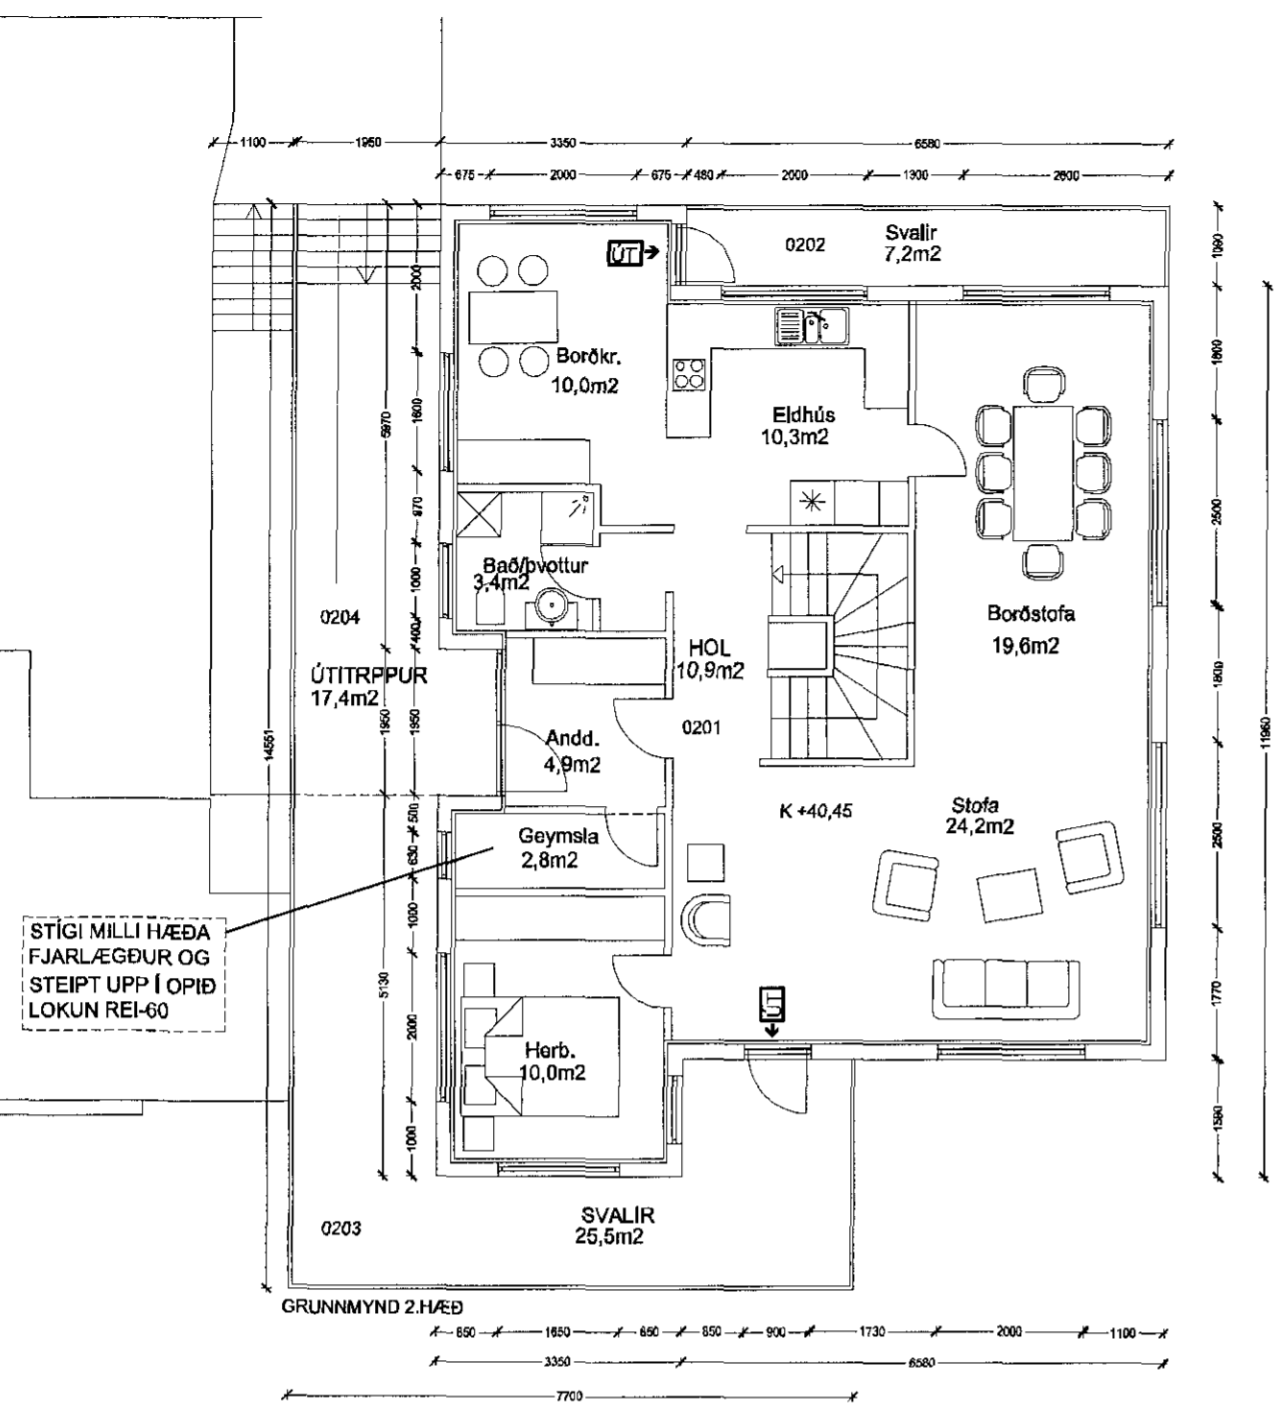 1100 1950 3350 6580
675 2000 675 480 2000 1300 2600
ÚT
0202
Svalir
7,2m2
Borðkr.
10,0m2
Eldhús
10,3m2
Bað/þvottur
3,4m2
Borðstofa
19,6m2
HOL
10,9m2
0201
0204
ÚTITRPPUR
17,4m2
Andd.
4,9m2
K +40,45
Stofa
24,2m2
Geymsla
2,8m2
STÍGI MILLI HÆÐA
FJARLÆGÐUR OG
STEIPT UPP Í OPIÐ
LOKUN REI-60
ÚT
Herb.
10,0m2
0203
SVALIR
25,5m2
14551
5970
1950
5130
2000
1600
970
1000
400
1950
500
630
1000
2000
1000
1090
1800
2500
1800
2500
1770
1590
11960
GRUNNMYND 2.HÆÐ
850 1650 850 850 900 1730 2000 1100
3350 6580
7700